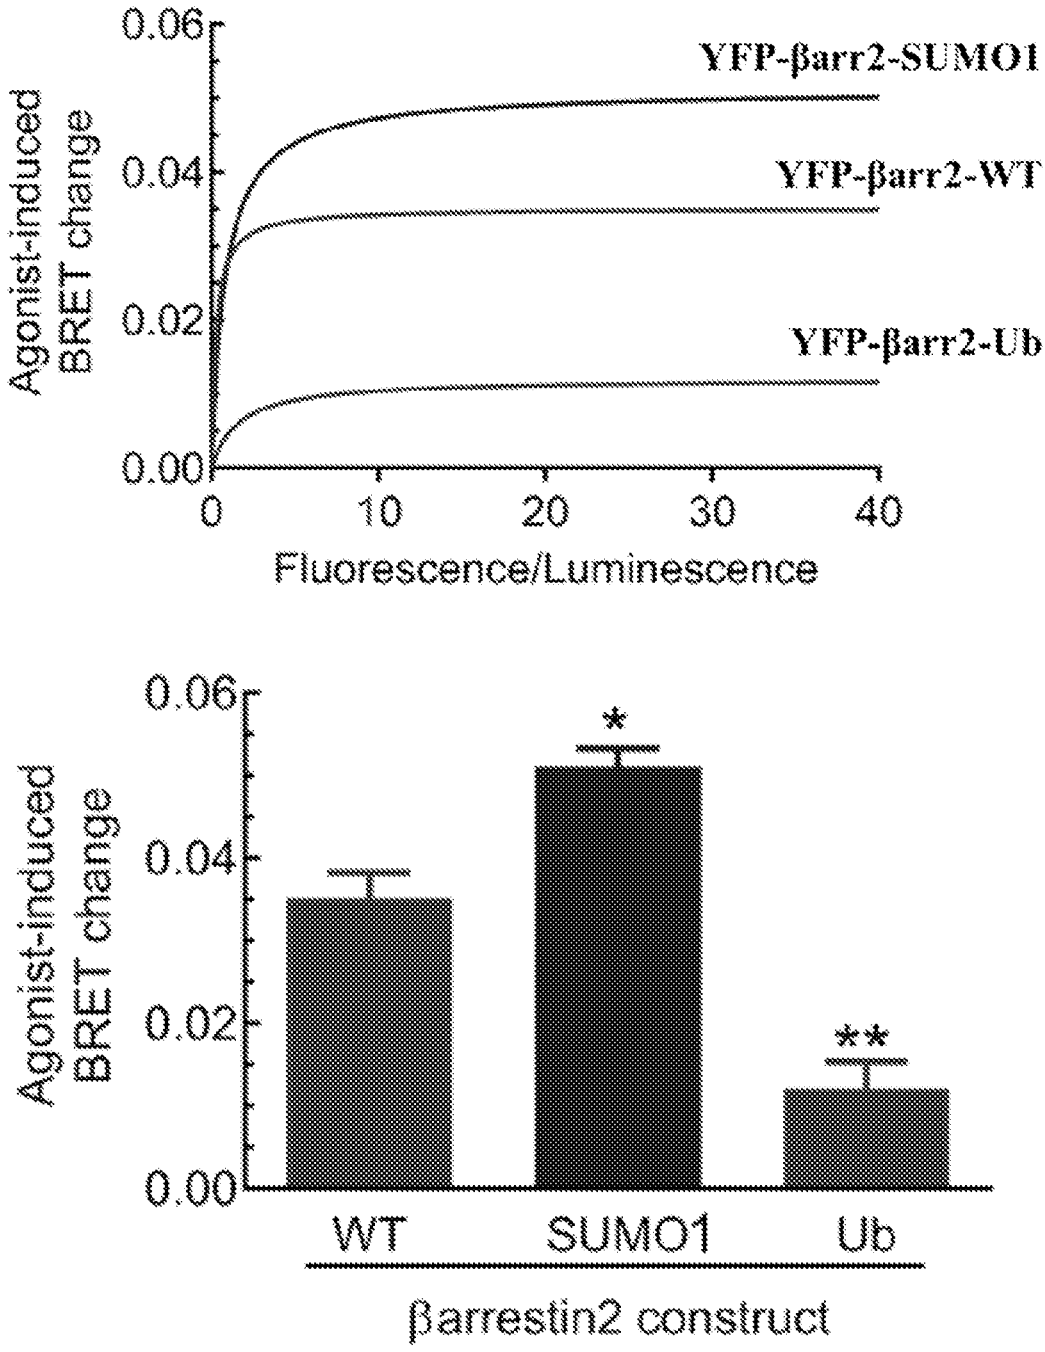 0.06
YFP-βarr2-SUMO1
0.04
YFP-βarr2-WT
Agonist-induced
BRET change
0.02
YFP-βarr2-Ub
0.00
0 10 20 30 40
Fluorescence/Luminescence
0.06
*
0.04
Agonist-induced
BRET change
0.02
**
0.00
WT SUMO1 Ub
βarrestin2 construct